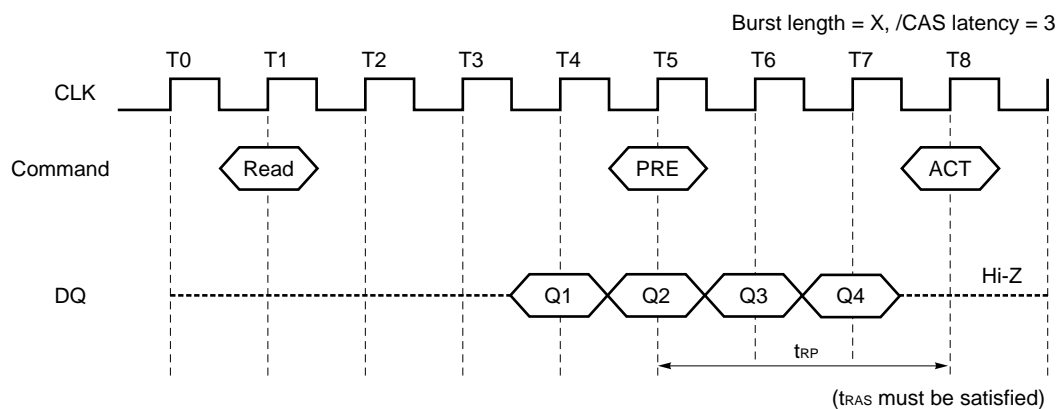 Burst length = X, /CAS latency = 3
T0 T1 T2 T3 T4 T5 T6 T7 T8
CLK
Command Read PRE ACT
DQ Q1 Q2 Q3 Q4 Hi-Z
tRP
(tRAS must be satisfied)